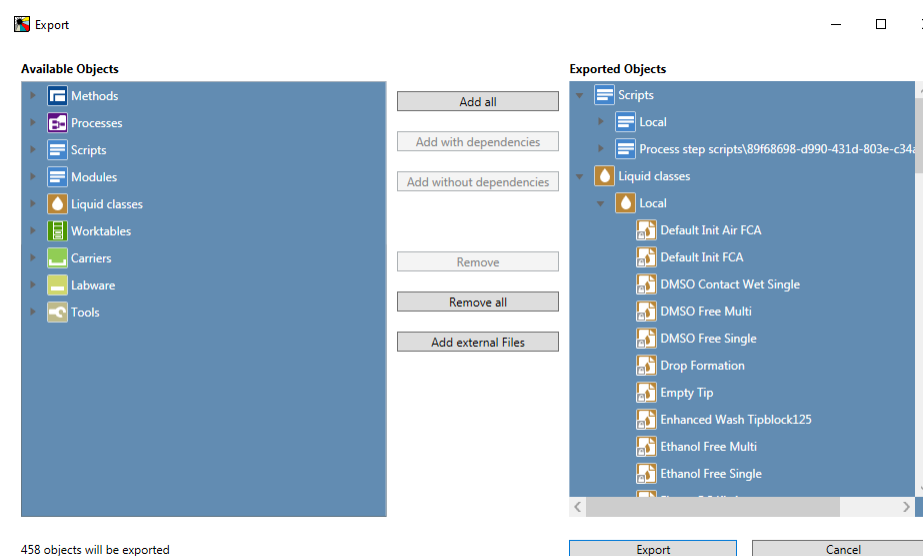 Export
Available Objects
Methods
Processes
Scripts
Modules
Liquid classes
Worktables
Carriers
Labware
Tools
Add all
Add with dependencies
Add without dependencies
Remove
Remove all
Add external Files
Exported Objects
Scripts
Local
Process step scripts\89f68698-d990-431d-803e-c34a
Liquid classes
Local
Default Init Air FCA
Default Init FCA
DMSO Contact Wet Single
DMSO Free Multi
DMSO Free Single
Drop Formation
Empty Tip
Enhanced Wash Tipblock125
Ethanol Free Multi
Ethanol Free Single
458 objects will be exported
Export
Cancel